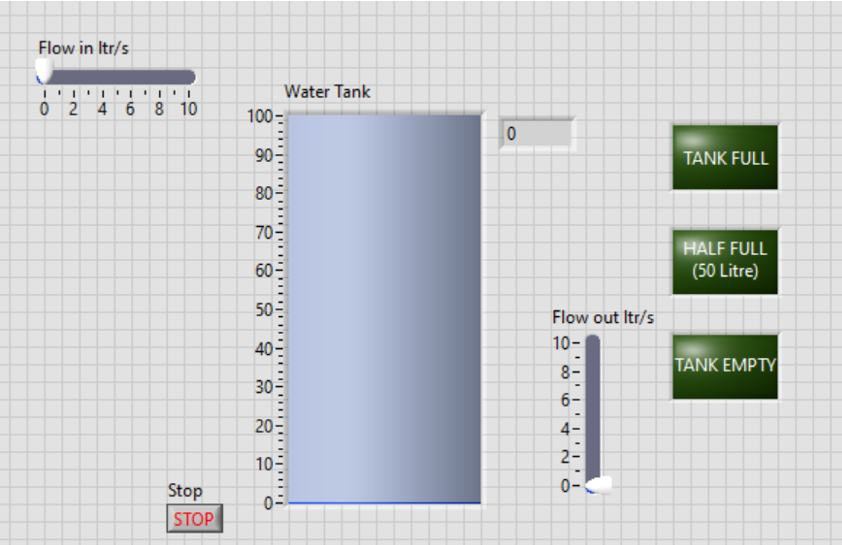 Flow in ltr/s
0 2 4 6 8 10
Water Tank
100
90
80
70
60
50
40
30
20
10
0
0
TANK FULL
HALF FULL
(50 Litre)
TANK EMPTY
Flow out ltr/s
10
8
6
4
2
0
Stop
STOP